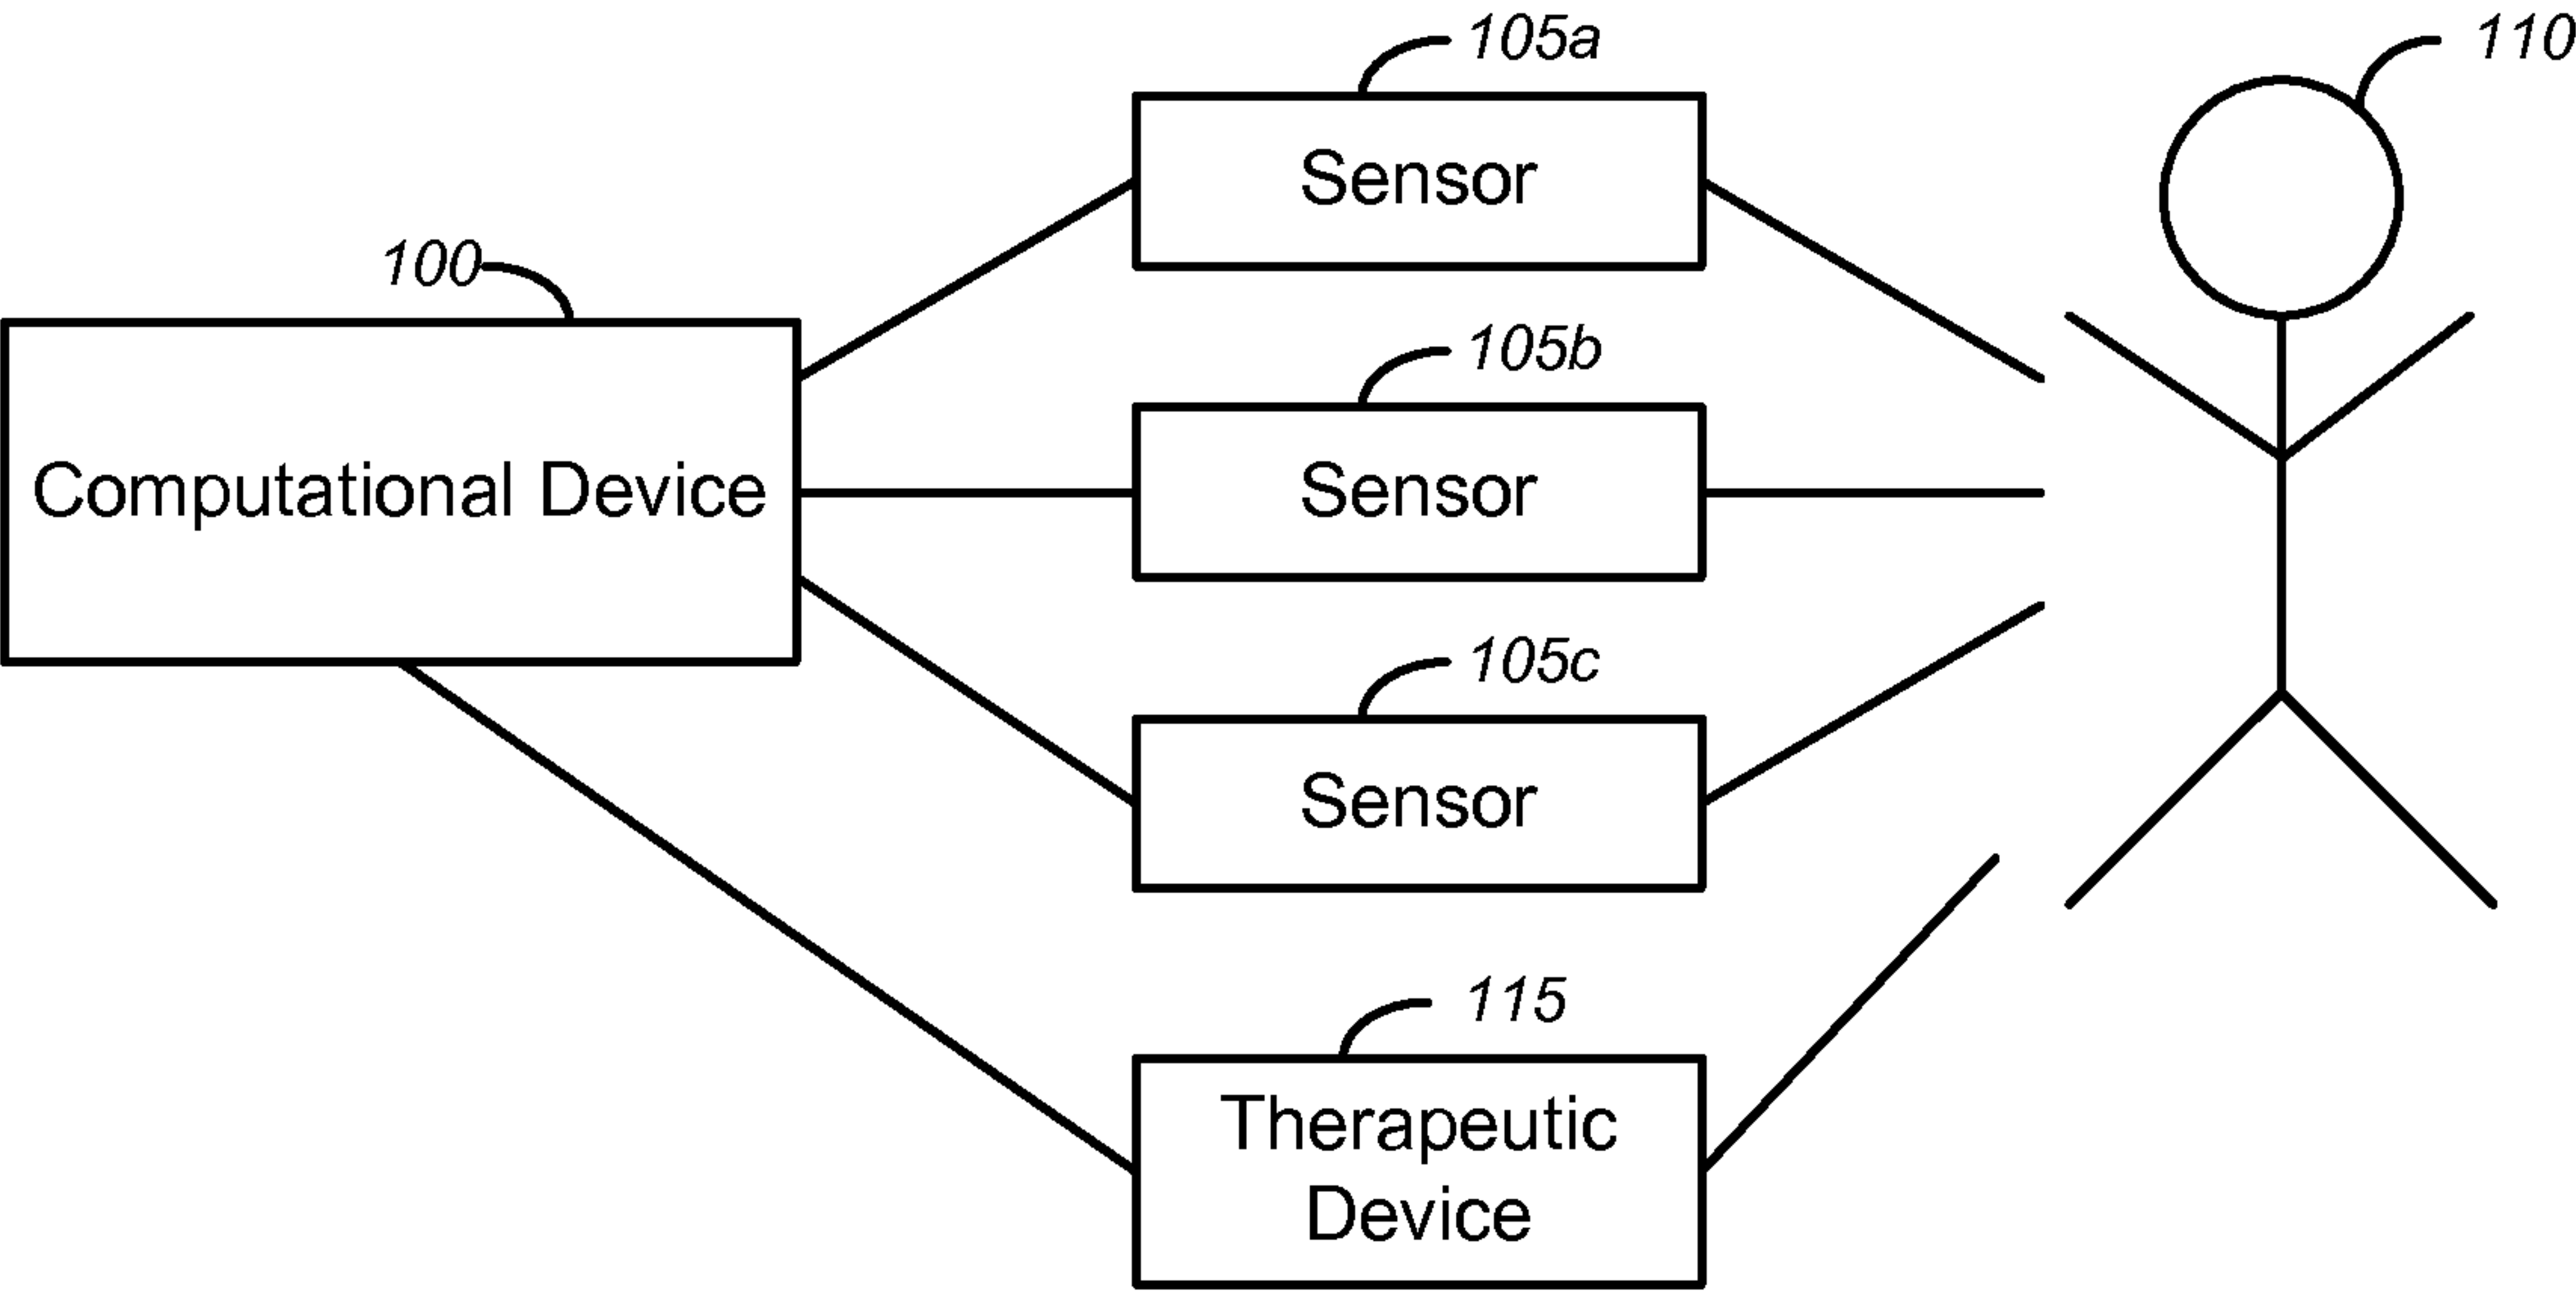 105a
110
Sensor
100
105b
Computational Device
Sensor
105c
Sensor
115
Therapeutic
Device